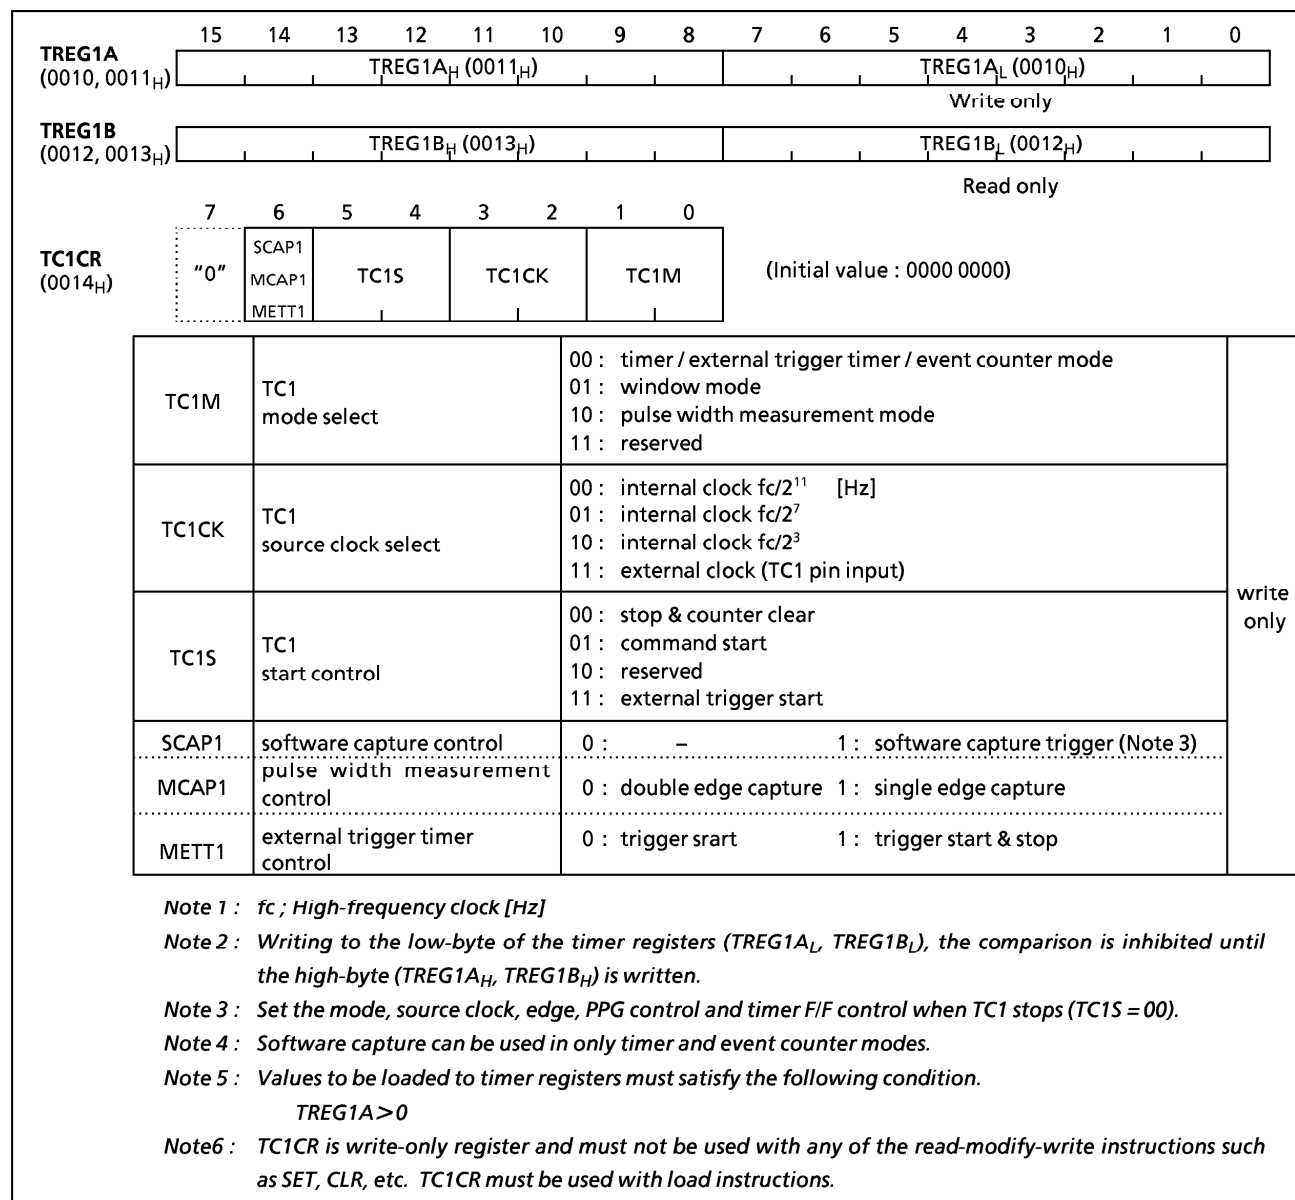 15 14 13 12 11 10 9 8 7 6 5 4 3 2 1 0
TREG1A
(0010, 0011H)
TREG1AH (0011H) TREG1AL (0010H)
Write only
TREG1B
(0012, 0013H)
TREG1BH (0013H) TREG1BL (0012H)
Read only
7 6 5 4 3 2 1 0
TC1CR
(0014H)
"0"
SCAP1
MCAP1
METT1
TC1S TC1CK TC1M
(Initial value : 0000 0000)
TC1M
TC1
mode select
00 : timer / external trigger timer / event counter mode
01 : window mode
10 : pulse width measurement mode
11 : reserved
TC1CK
TC1
source clock select
00 : internal clock fc/2¹¹ [Hz]
01 : internal clock fc/2⁷
10 : internal clock fc/2³
11 : external clock (TC1 pin input)
TC1S
TC1
start control
00 : stop & counter clear
01 : command start
10 : reserved
11 : external trigger start
write
only
SCAP1 software capture control 0 : – 1 : software capture trigger (Note 3)
MCAP1
pulse width measurement
control
0 : double edge capture 1 : single edge capture
METT1
external trigger timer
control
0 : trigger srart 1 : trigger start & stop
Note 1 : fc ; High-frequency clock [Hz]
Note 2 : Writing to the low-byte of the timer registers (TREG1AL, TREG1BL), the comparison is inhibited until
the high-byte (TREG1AH, TREG1BH) is written.
Note 3 : Set the mode, source clock, edge, PPG control and timer F/F control when TC1 stops (TC1S = 00).
Note 4 : Software capture can be used in only timer and event counter modes.
Note 5 : Values to be loaded to timer registers must satisfy the following condition.
TREG1A>0
Note6 : TC1CR is write-only register and must not be used with any of the read-modify-write instructions such
as SET, CLR, etc. TC1CR must be used with load instructions.